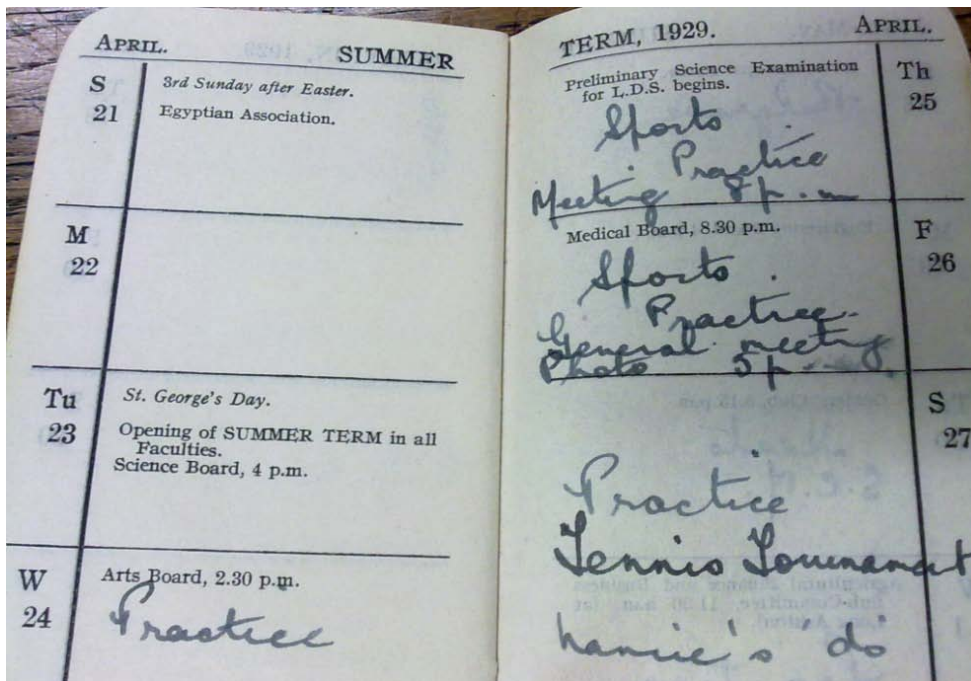 APRIL. SUMMER
S
21
3rd Sunday after Easter.
Egyptian Association.
M
22
Tu
23
St. George's Day.
Opening of SUMMER TERM in all
Faculties.
Science Board, 4 p.m.
W
24
Arts Board, 2.30 p.m.
Practice
TERM, 1929. APRIL.
Th
25
Preliminary Science Examination
for L.D.S. begins.
Sports
Practice
Meeting 8 p.m
F
26
Medical Board, 8.30 p.m.
Sports.
Practice.
General meeting
Photo 5 p.m.
S
27
Practice
Tennis Tournament
'do